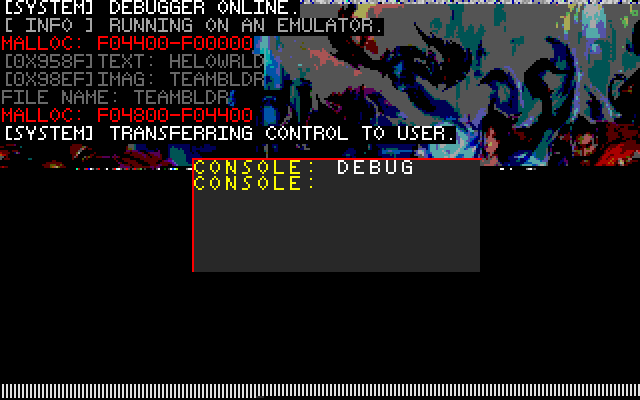 [SYSTEM] DEBUGGER ONLINE.
[ INFO ] RUNNING ON AN EMULATOR.
MALLOC: F04400-F00000
[0X958F]TEXT: HELOWRLD
[0X98EF]IMAG: TEAMBLDR
FILE NAME: TEAMBLDR
MALLOC: F04800-F04400
[SYSTEM] TRANSFERRING CONTROL TO USER.
CONSOLE: DEBUG
CONSOLE: